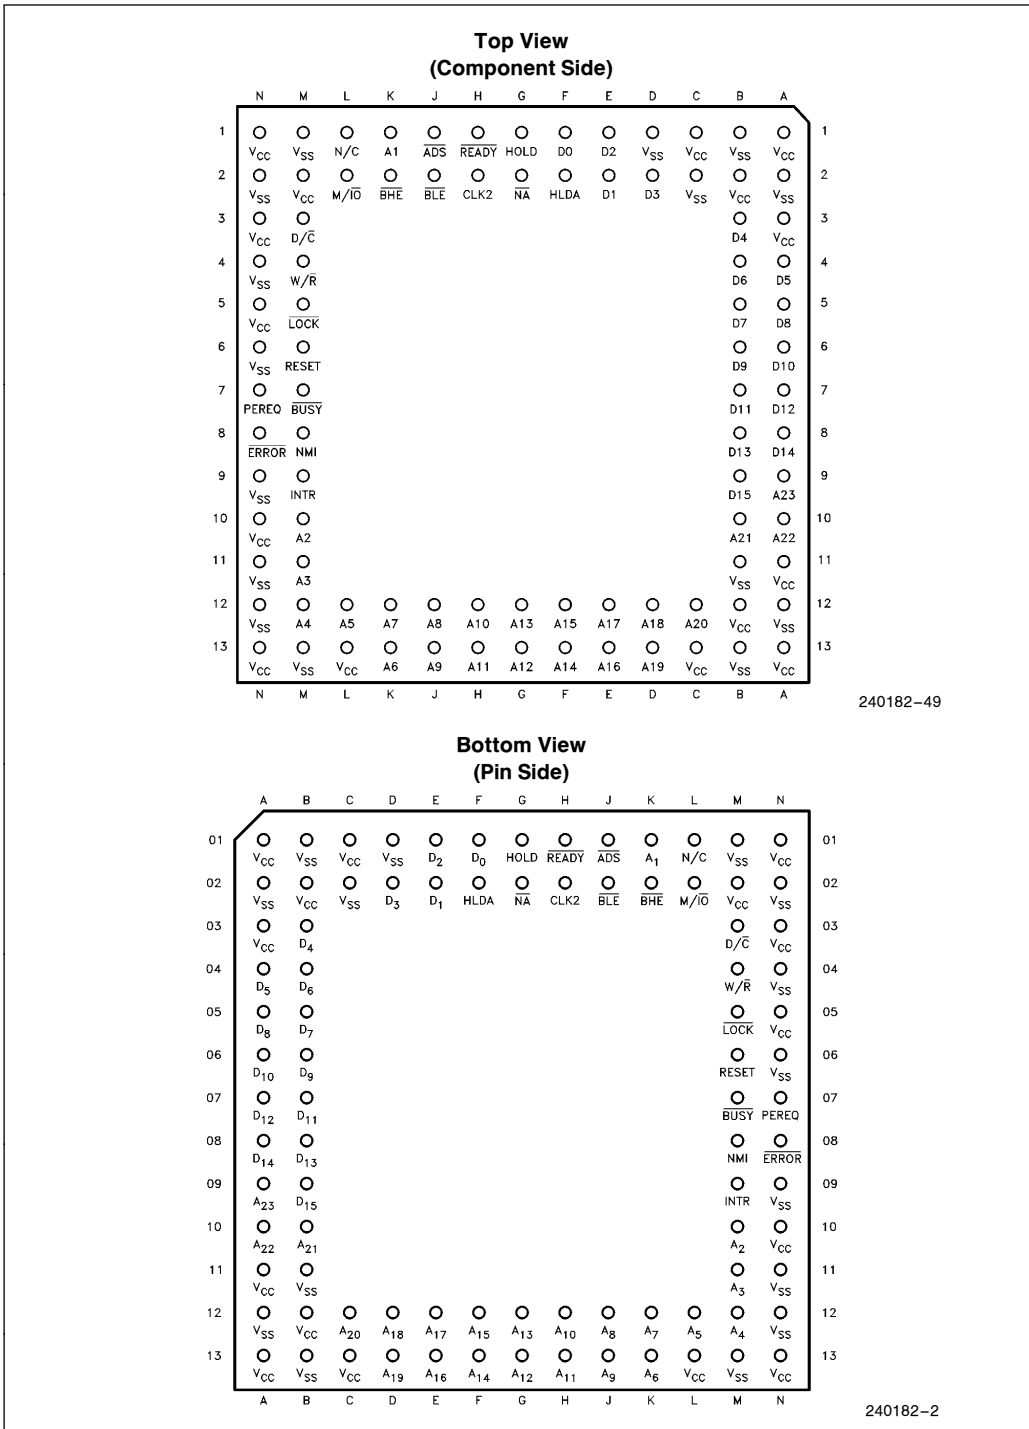 Top View
(Component Side)
N M L K J H G F E D C B A
1 1
VCC VSS N/C A1 ADS READY HOLD D0 D2 VSS VCC VSS VCC
2 2
VSS VCC M/IO BHE BLE CLK2 NA HLDA D1 D3 VSS VCC VSS
3 3
VCC D/C D4 VCC
4 4
VSS W/R D6 D5
5 5
VCC LOCK D7 D8
6 6
VSS RESET D9 D10
7 7
PEREQ BUSY D11 D12
8 8
ERROR NMI D13 D14
9 9
VSS INTR D15 A23
10 10
VCC A2 A21 A22
11 11
VSS A3 VSS VCC
12 12
VSS A4 A5 A7 A8 A10 A13 A15 A17 A18 A20 VCC VSS
13 13
VCC VSS VCC A6 A9 A11 A12 A14 A16 A19 VCC VSS VCC
N M L K J H G F E D C B A
240182-49
Bottom View
(Pin Side)
A B C D E F G H J K L M N
01 01
VCC VSS VCC VSS D2 D0 HOLD READY ADS A1 N/C VSS VCC
02 02
VSS VCC VSS D3 D1 HLDA NA CLK2 BLE BHE M/IO VCC VSS
03 03
VCC D4 D/C VCC
04 04
D5 D6 W/R VSS
05 05
D8 D7 LOCK VCC
06 06
D10 D9 RESET VSS
07 07
D12 D11 BUSY PEREQ
08 08
D14 D13 NMI ERROR
09 09
A23 D15 INTR VSS
10 10
A22 A21 A2 VCC
11 11
VCC VSS A3 VSS
12 12
VSS VCC A20 A18 A17 A15 A13 A10 A8 A7 A5 A4 VSS
13 13
VCC VSS VCC A19 A16 A14 A12 A11 A9 A6 VCC VSS VCC
A B C D E F G H J K L M N
240182-2